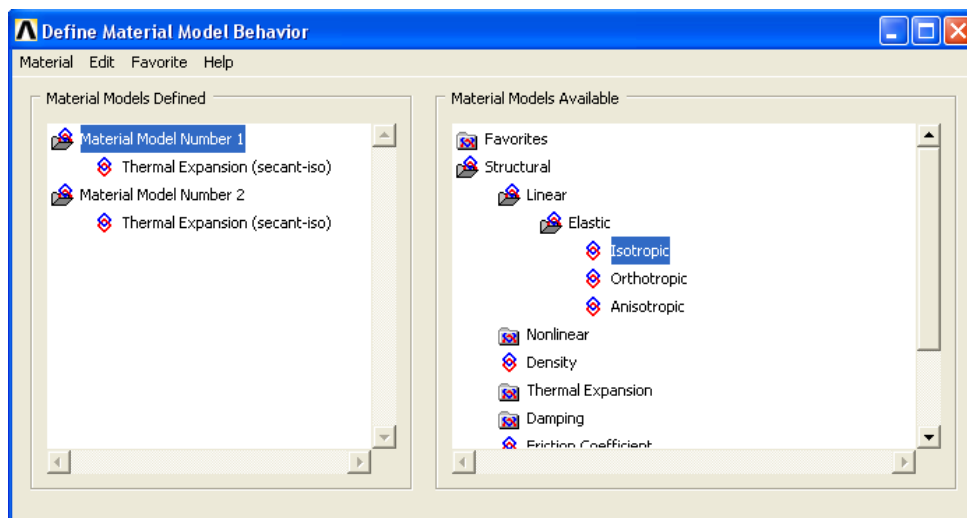 Define Material Model Behavior
Material Edit Favorite Help
Material Models Defined
Material Model Number 1
Thermal Expansion (secant-iso)
Material Model Number 2
Thermal Expansion (secant-iso)
Material Models Available
Favorites
Structural
Linear
Elastic
Isotropic
Orthotropic
Anisotropic
Nonlinear
Density
Thermal Expansion
Damping
Friction Coefficient